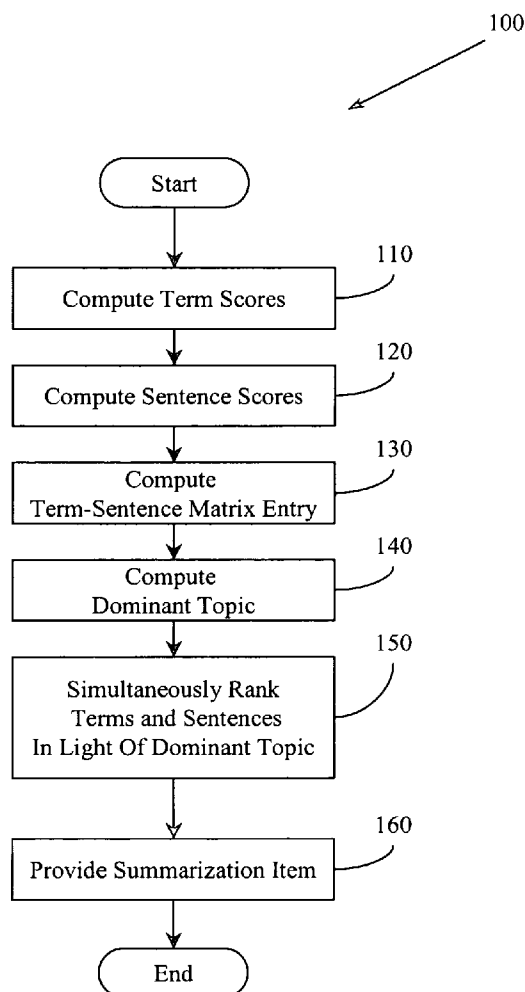 100
Start
110
Compute Term Scores
120
Compute Sentence Scores
130
Compute
Term-Sentence Matrix Entry
140
Compute
Dominant Topic
150
Simultaneously Rank
Terms and Sentences
In Light Of Dominant Topic
160
Provide Summarization Item
End